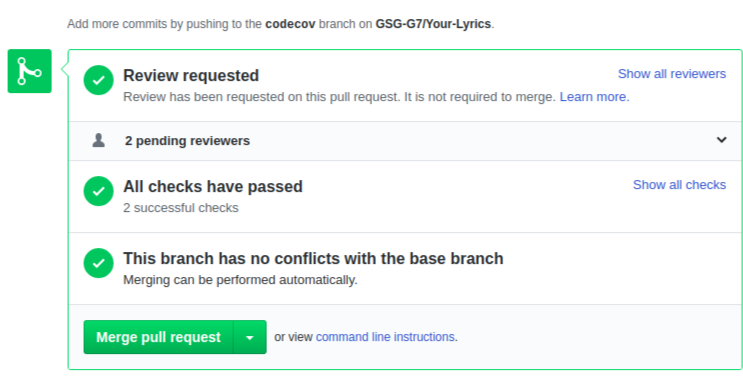 Add more commits by pushing to the codecov branch on GSG-G7/Your-Lyrics.
Review requested
Show all reviewers
Review has been requested on this pull request. It is not required to merge. Learn more.
2 pending reviewers
All checks have passed
Show all checks
2 successful checks
This branch has no conflicts with the base branch
Merging can be performed automatically.
Merge pull request
or view command line instructions.